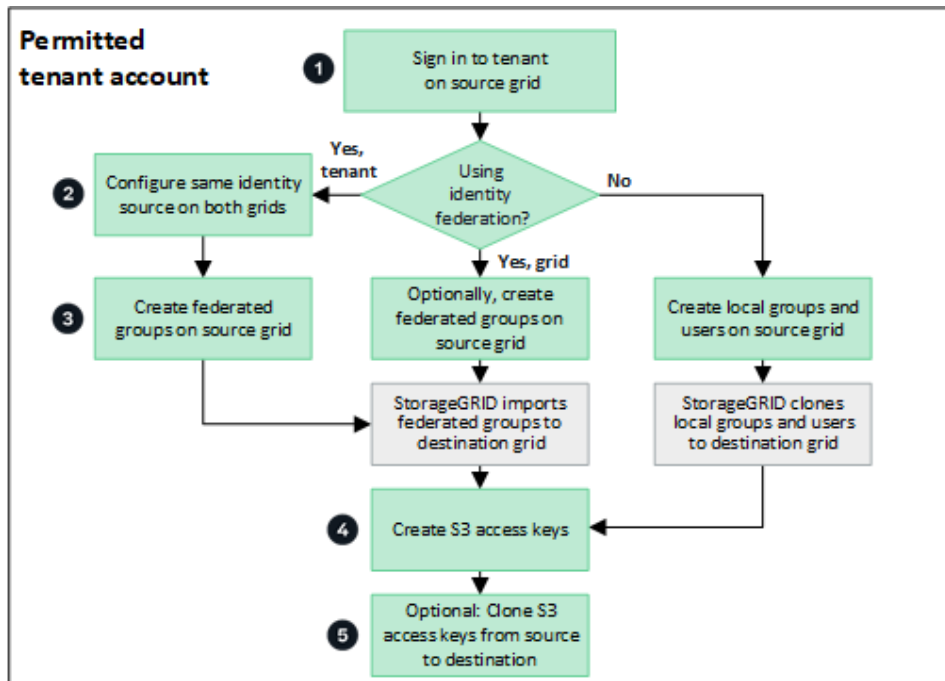 Permitted
tenant account
1
Sign in to tenant
on source grid
Yes,
tenant
Using
identity
federation?
No
2
Configure same identity
source on both grids
Yes, grid
3
Create federated
groups on source grid
Optionally, create
federated groups on
source grid
Create local groups and
users on source grid
StorageGRID imports
federated groups to
destination grid
StorageGRID clones
local groups and users
to destination grid
4
Create S3 access keys
5
Optional: Clone S3
access keys from source
to destination